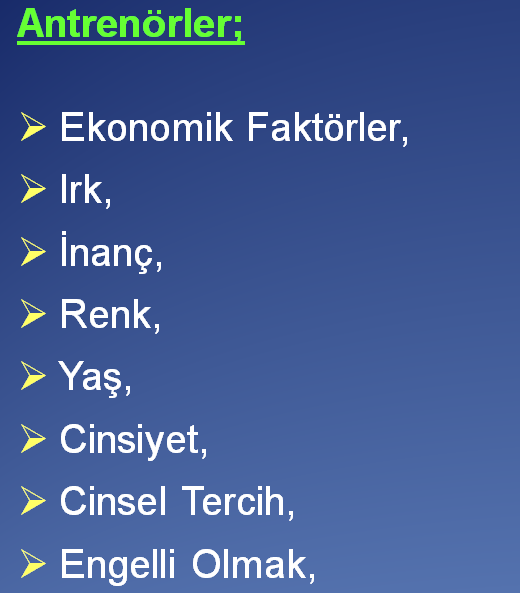 Antrenörler;
Ekonomik Faktörler,
Irk,
İnanç,
Renk,
Yaş,
Cinsiyet,
Cinsel Tercih,
Engelli Olmak,